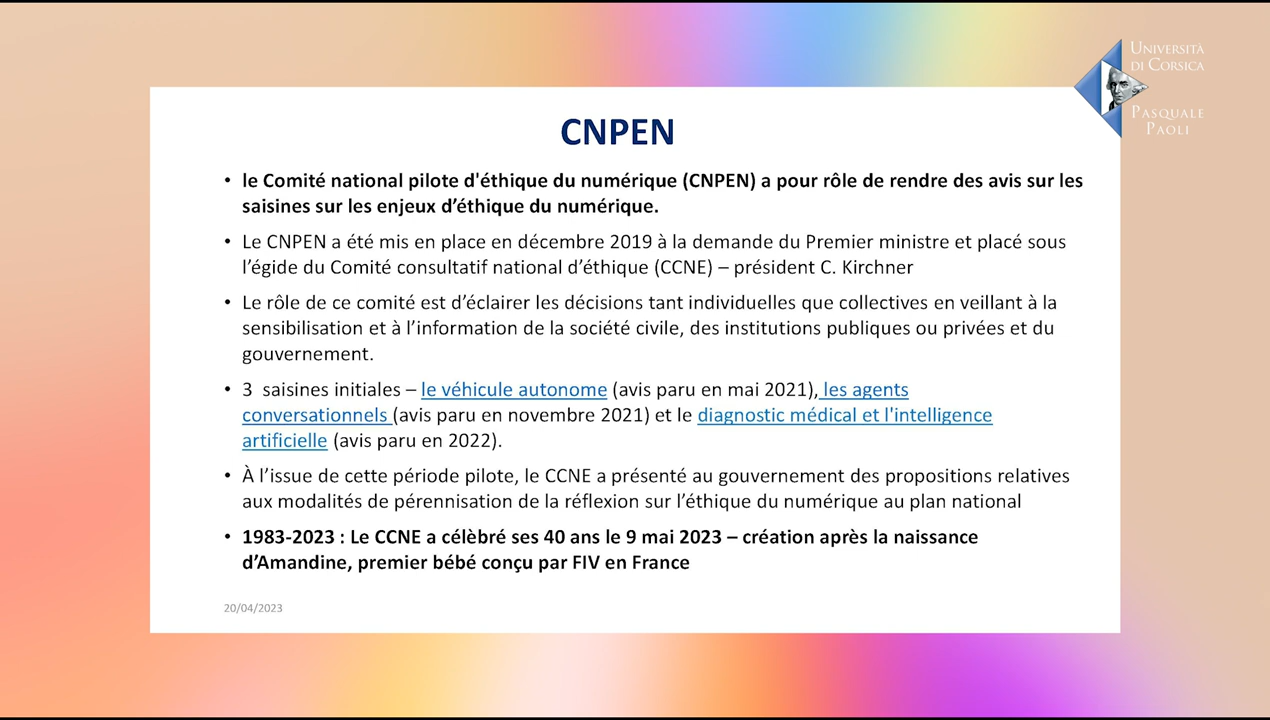 UNIVERSITÀ
DI CORSICA
PASQUALE
PAOLI
CNPEN
• le Comité national pilote d'éthique du numérique (CNPEN) a pour rôle de rendre des avis sur les
saisines sur les enjeux d’éthique du numérique.
• Le CNPEN a été mis en place en décembre 2019 à la demande du Premier ministre et placé sous
l’égide du Comité consultatif national d’éthique (CCNE) – président C. Kirchner
• Le rôle de ce comité est d’éclairer les décisions tant individuelles que collectives en veillant à la
sensibilisation et à l’information de la société civile, des institutions publiques ou privées et du
gouvernement.
• 3 saisines initiales – le véhicule autonome (avis paru en mai 2021), les agents
conversationnels (avis paru en novembre 2021) et le diagnostic médical et l'intelligence
artificielle (avis paru en 2022).
• À l’issue de cette période pilote, le CCNE a présenté au gouvernement des propositions relatives
aux modalités de pérennisation de la réflexion sur l’éthique du numérique au plan national
• 1983-2023 : Le CCNE a célèbré ses 40 ans le 9 mai 2023 – création après la naissance
d’Amandine, premier bébé conçu par FIV en France
20/04/2023